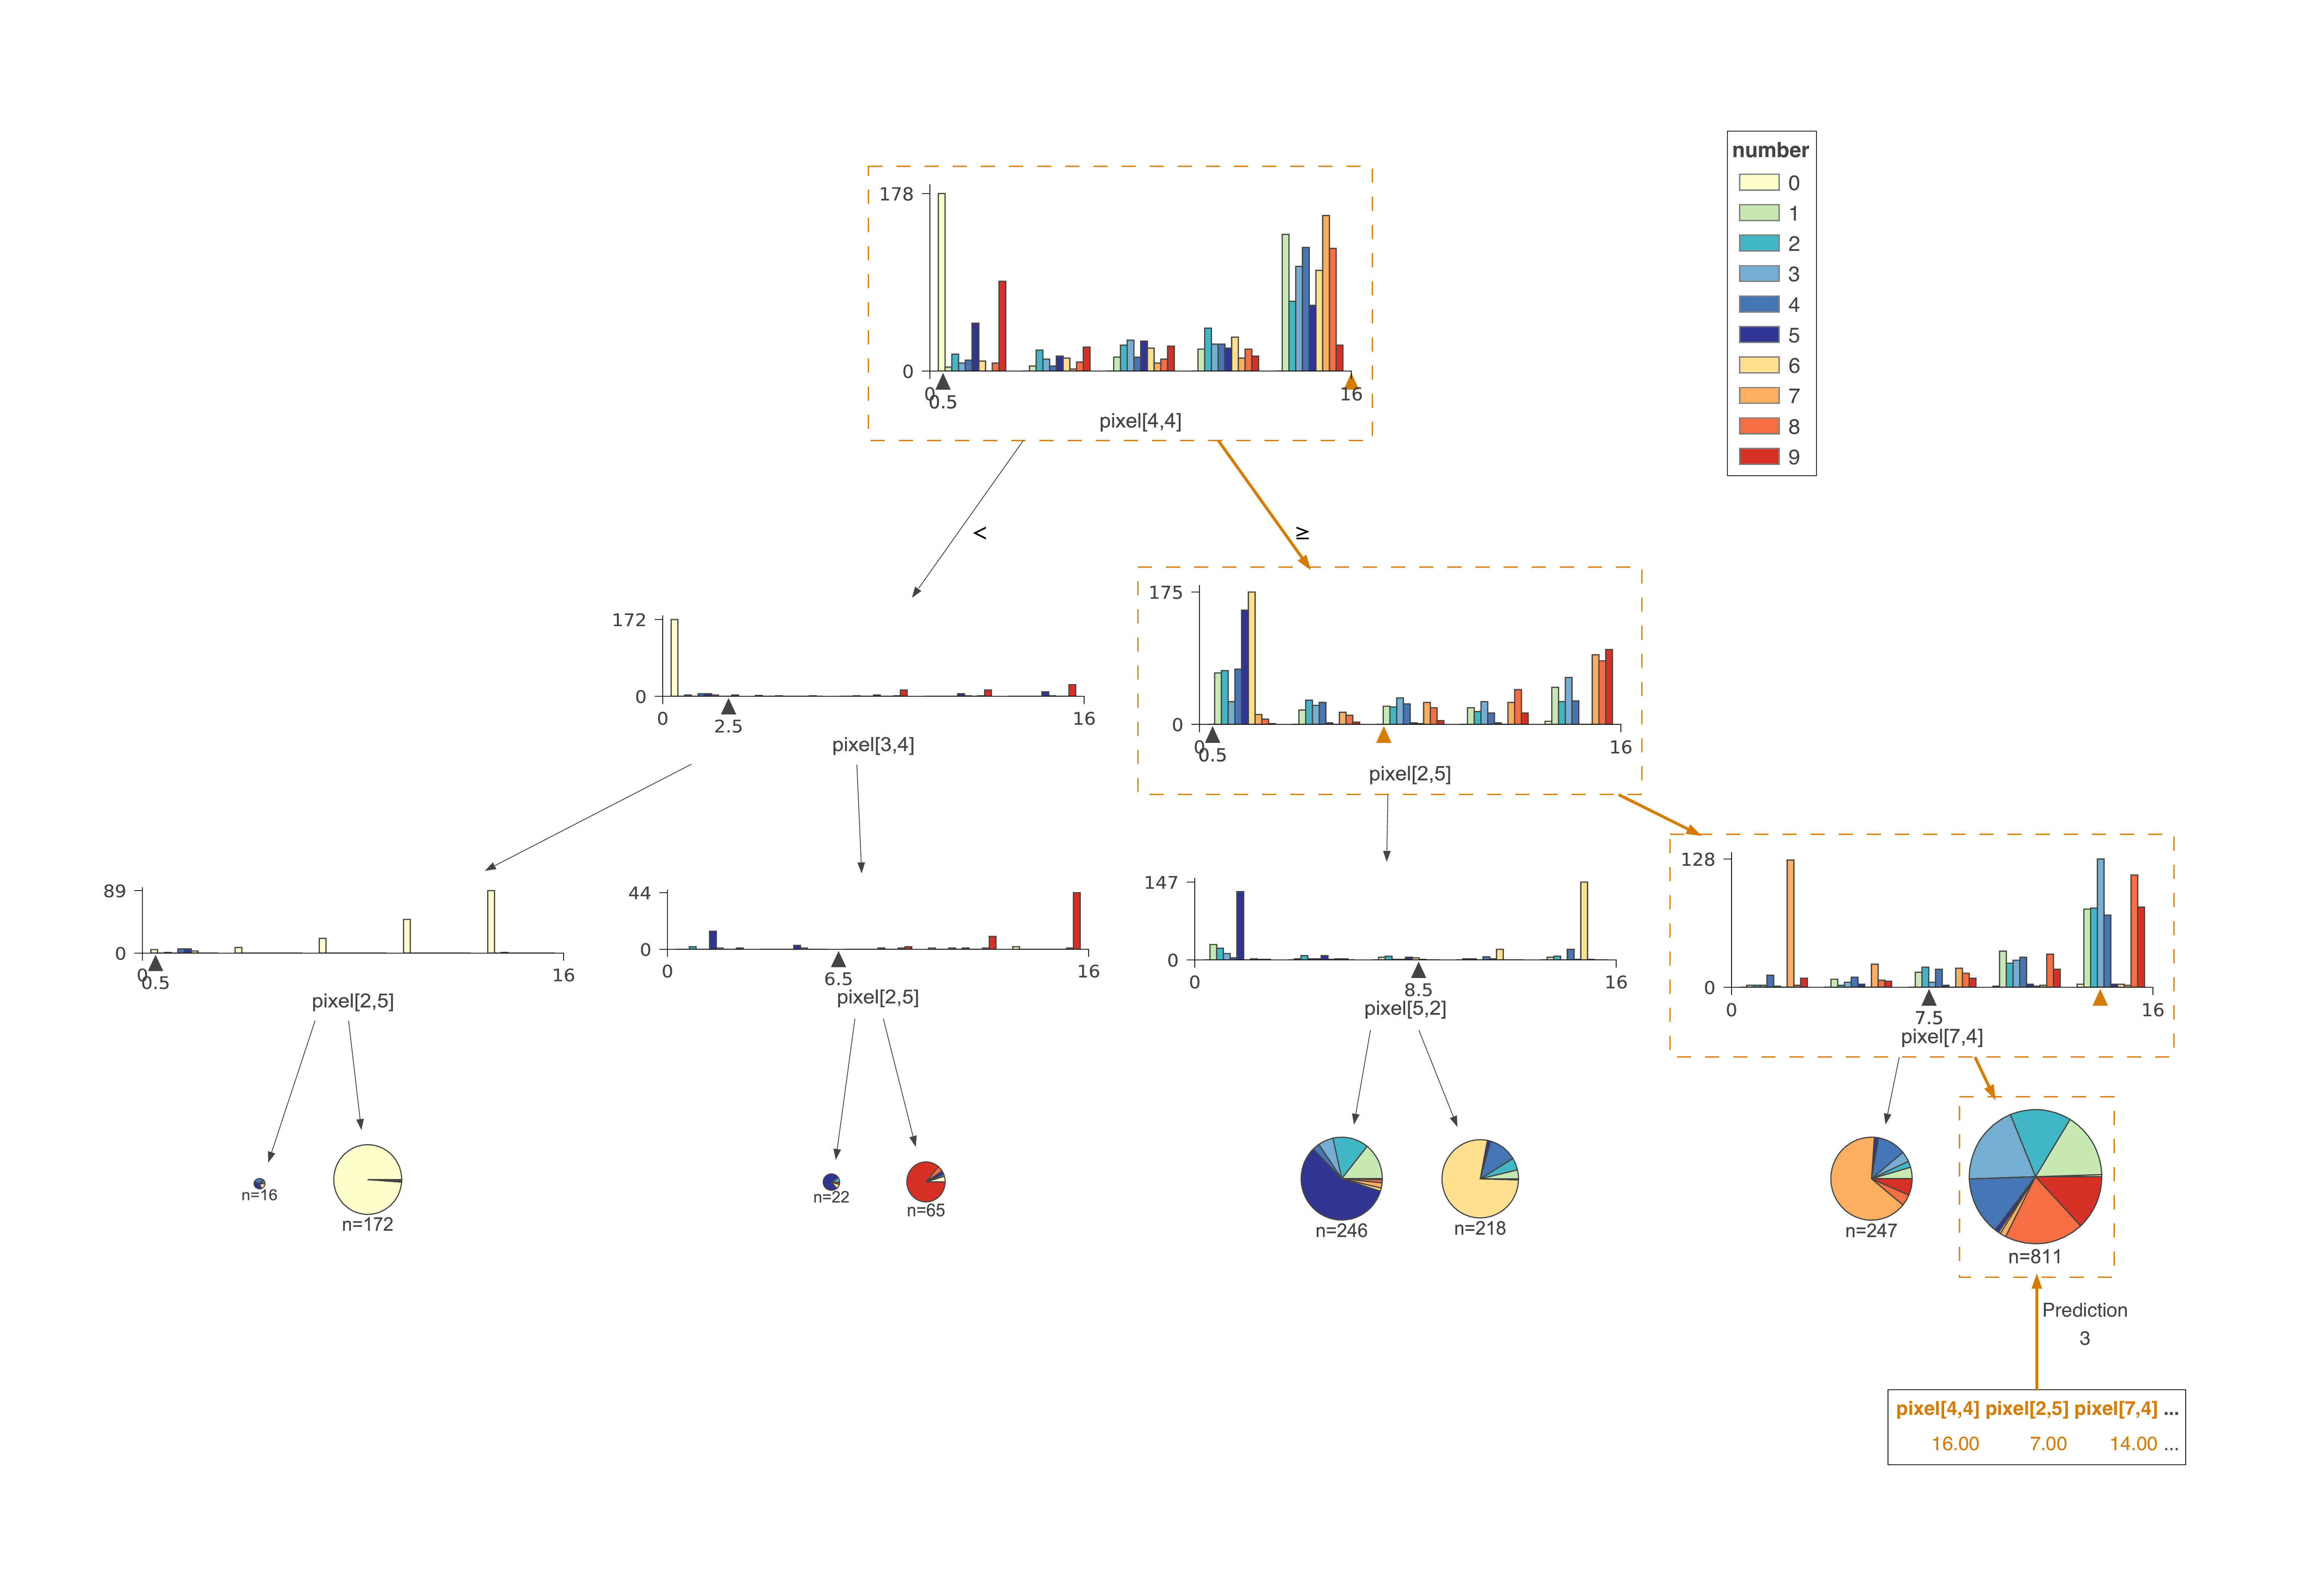 number
0
1
2
3
4
5
6
7
8
9
178
0
0
0.5
16
pixel[4,4]
<
≥
172
0
0
2.5
16
pixel[3,4]
175
0
0
0.5
16
pixel[2,5]
89
0
0
0.5
16
pixel[2,5]
44
0
0
6.5
16
pixel[2,5]
147
0
0
8.5
16
pixel[5,2]
128
0
0
7.5
16
pixel[7,4]
n=16
n=172
n=22
n=65
n=246
n=218
n=247
n=811
Prediction
3
pixel[4,4] pixel[2,5] pixel[7,4] ...
16.00 7.00 14.00 ...